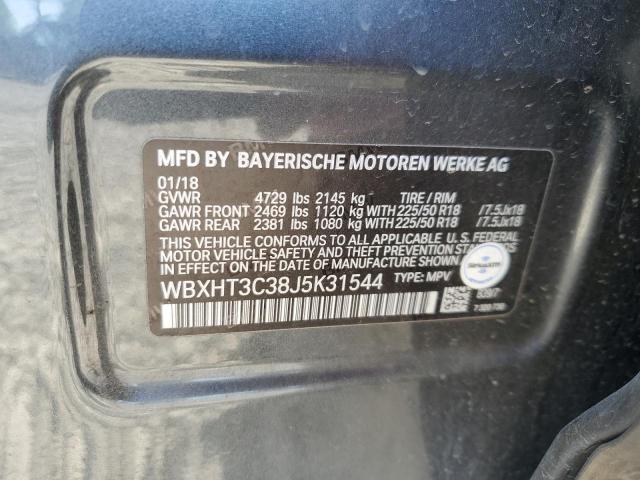 MFD BY BAYERISCHE MOTOREN WERKE AG
01/18
GVWR 4729 lbs 2145 kg TIRE / RIM
GAWR FRONT 2469 lbs 1120 kg WITH 225/50 R18 /7.5Jx18
GAWR REAR 2381 lbs 1080 kg WITH 225/50 R18 /7.5Jx18
THIS VEHICLE CONFORMS TO ALL APPLICABLE U.S. FEDERAL
MOTOR VEHICLE SAFETY AND THEFT PREVENTION STANDARDS
IN EFFECT ON THE DATE OF MANUFACTURE SHOWN ABOVE.
WBXHT3C38J5K31544 TYPE: MPV